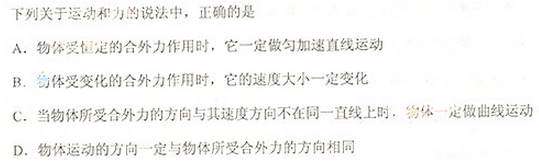 下列关于运动和力的说法中，正确的是
A．物体受恒定的合外力作用时，它一定做匀加速直线运动
B．物体受变化的合外力作用时，它的速度大小一定变化
C．当物体所受合外力的方向与其速度方向不在同一直线上时，物体一定做曲线运动
D．物体运动的方向一定与物体所受合外力的方向相同